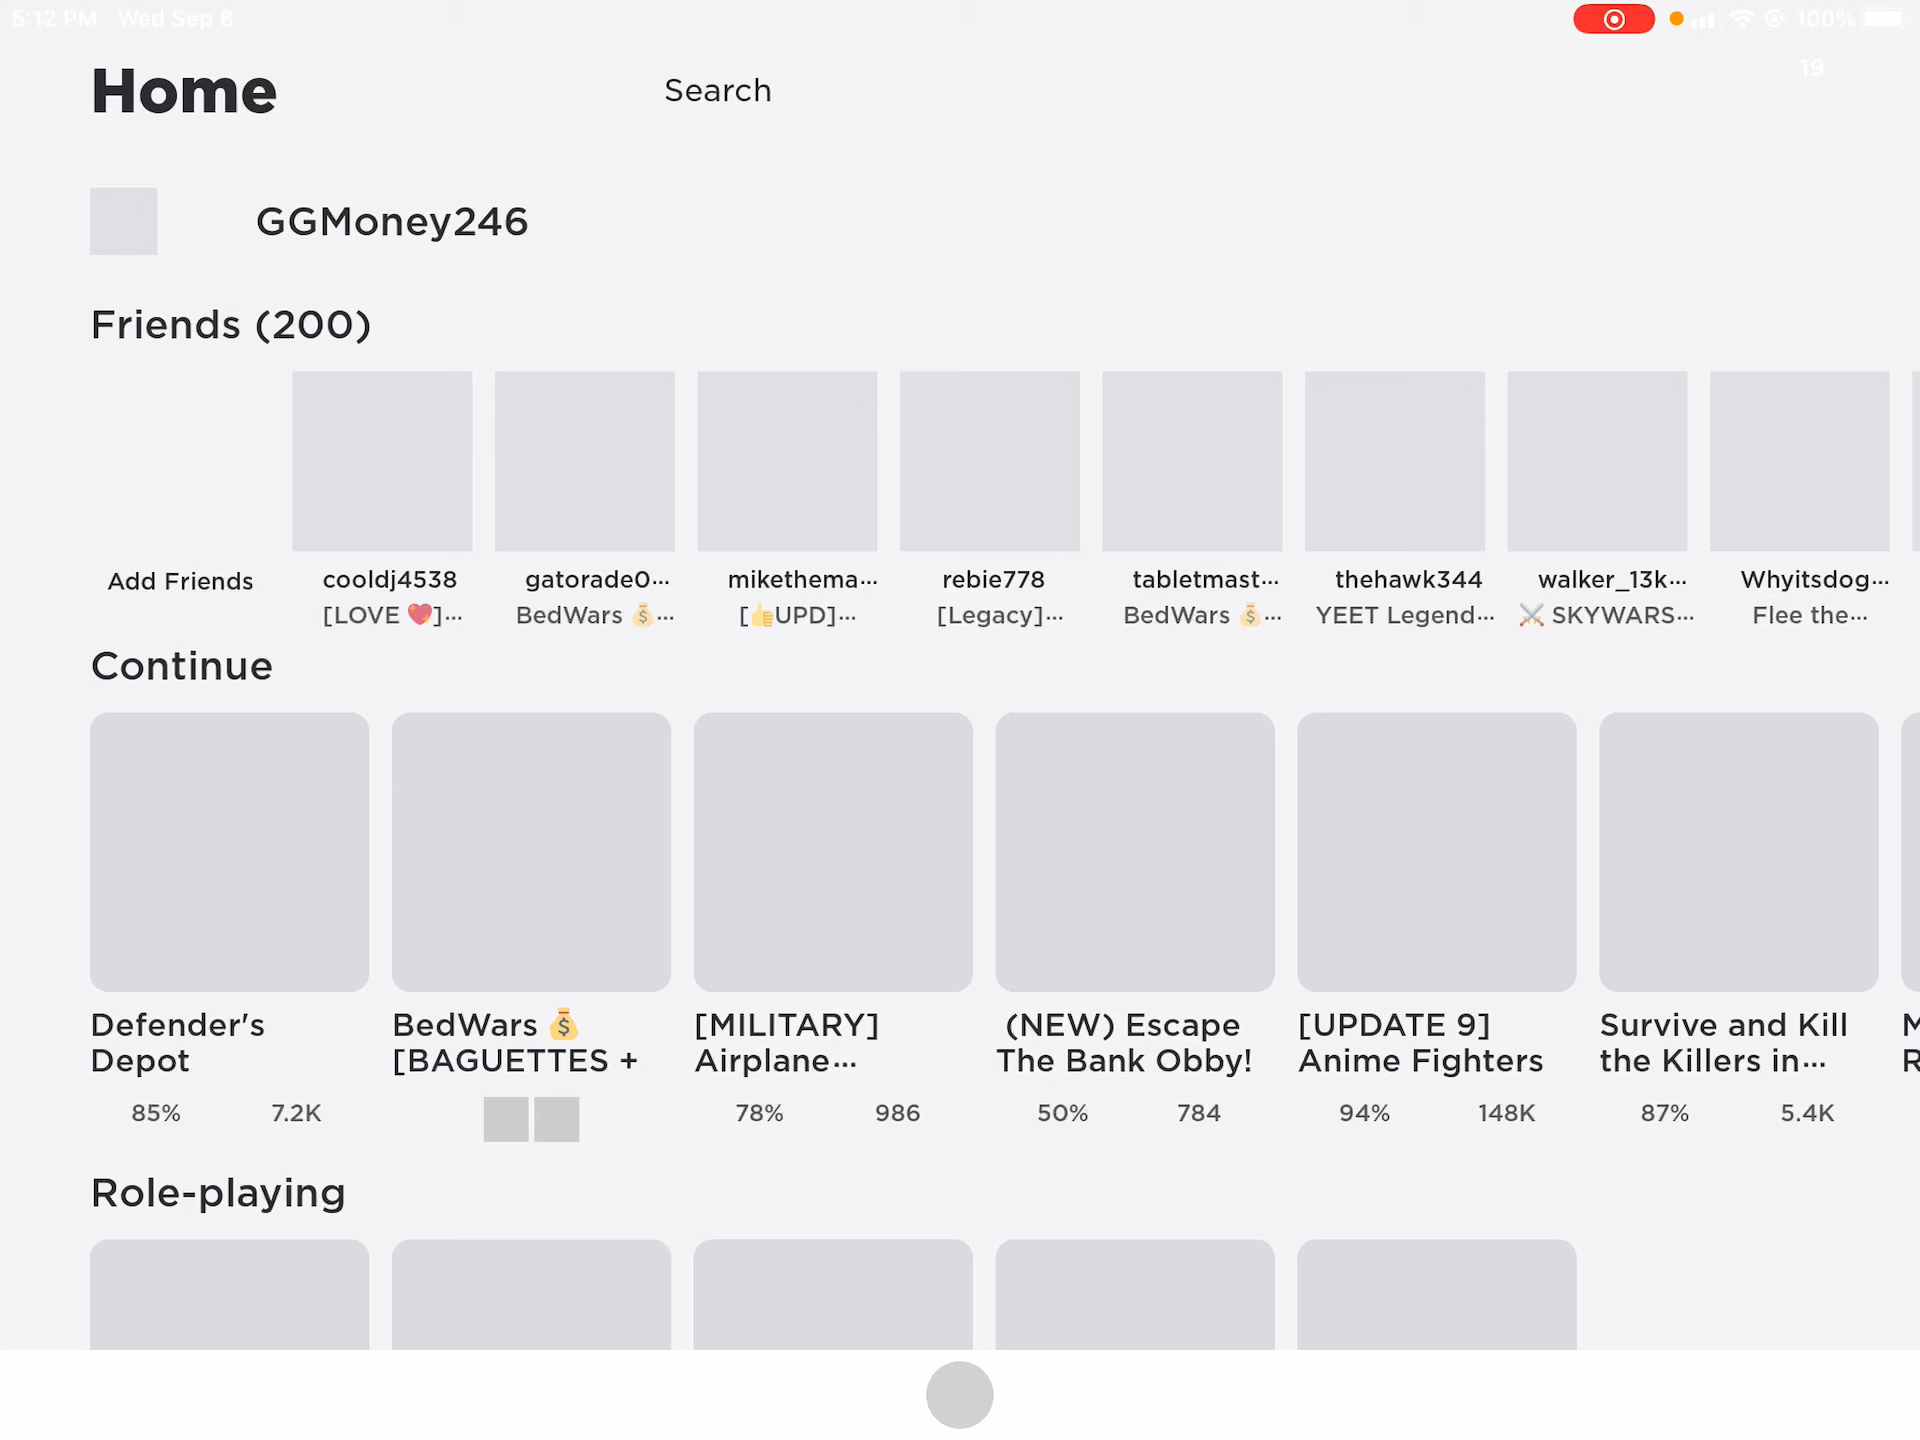 5:12 PM Wed Sep 8
100%
19
Home
Search
GGMoney246
Friends (200)
Add Friends
cooldj4538
gatorade0...
mikethema...
rebie778
tabletmast...
thehawk344
walker_13k...
Whyitsdog...
[LOVE 💖]...
BedWars 💰...
[👍UPD]...
[Legacy]...
BedWars 💰...
YEET Legend...
⚔️ SKYWARS...
Flee the...
Continue
Defender's
Depot
85% 7.2K
BedWars 💰
[BAGUETTES +
[MILITARY]
Airplane...
78% 986
(NEW) Escape
The Bank Obby!
50% 784
[UPDATE 9]
Anime Fighters
94% 148K
Survive and Kill
the Killers in...
87% 5.4K
M
R
Role-playing